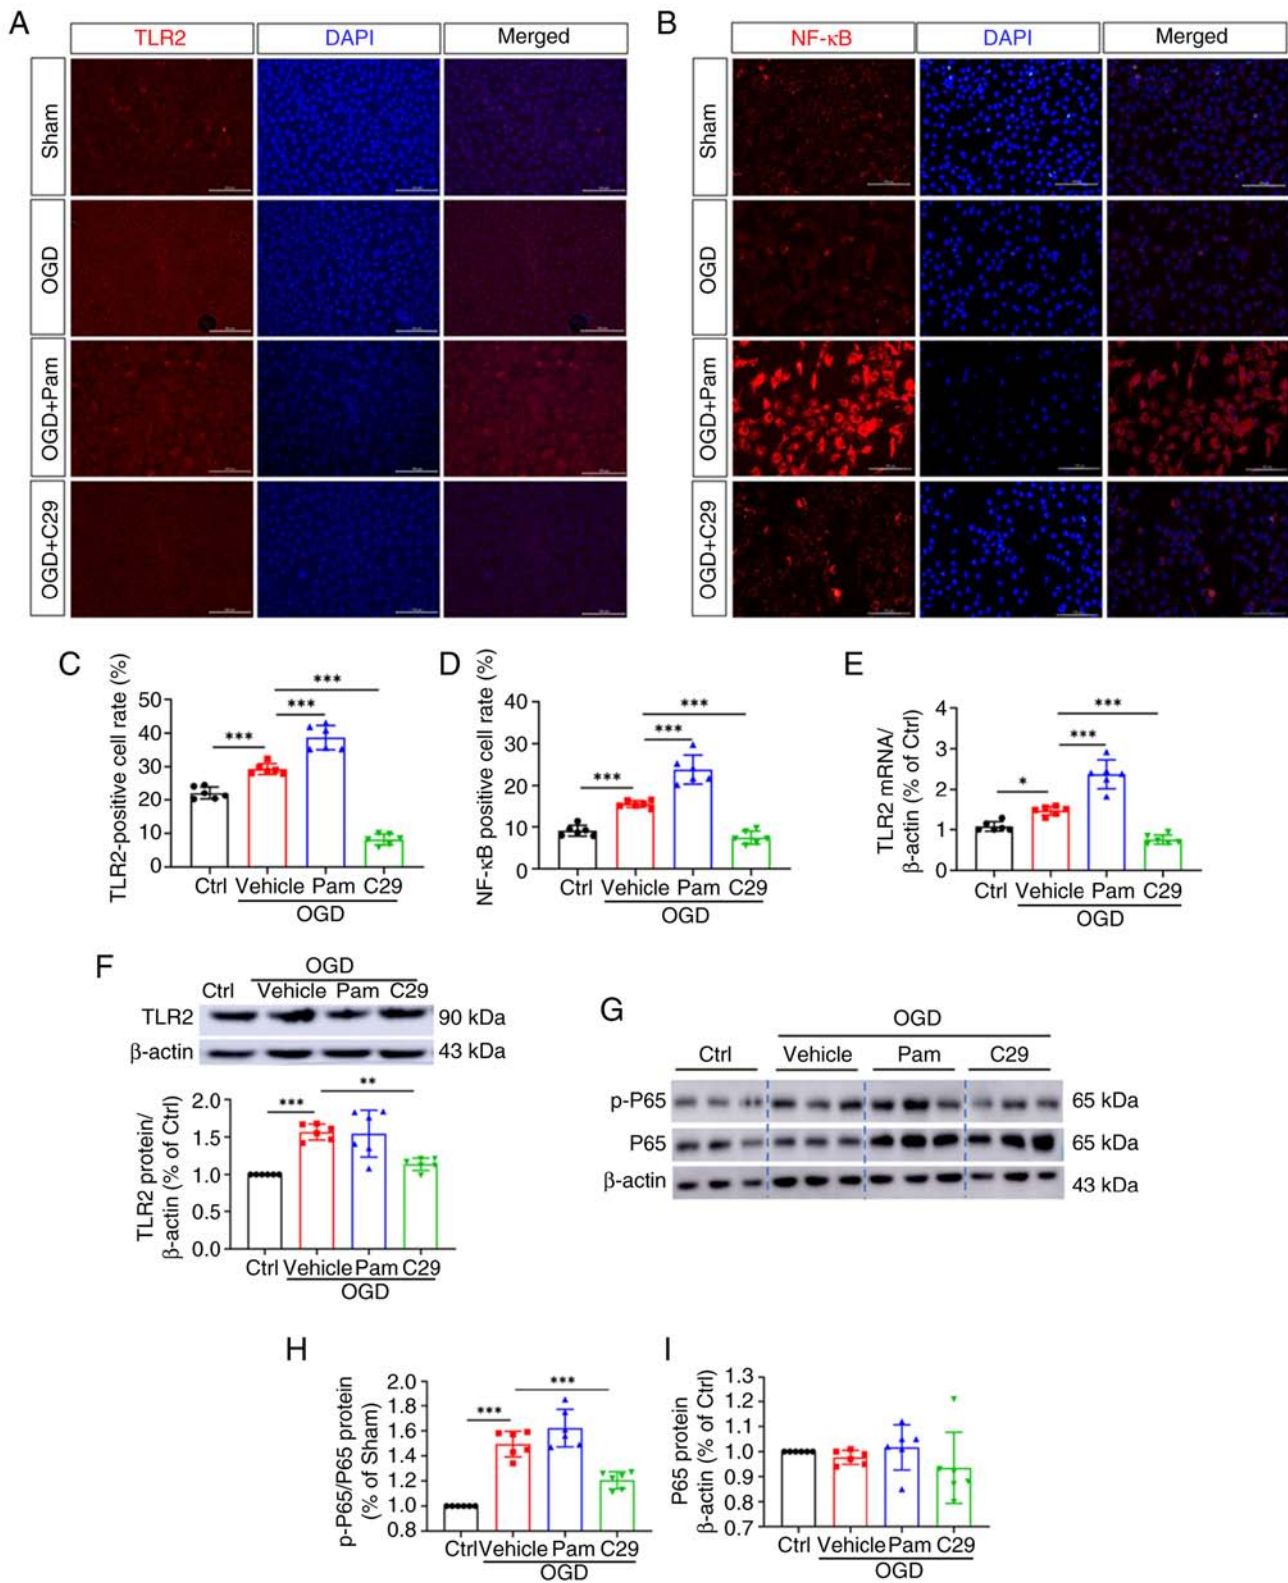 A
TLR2 DAPI Merged
Sham
OGD
OGD+Pam
OGD+C29
B
NF-κB DAPI Merged
Sham
OGD
OGD+Pam
OGD+C29
C
TLR2-positive cell rate (%)
50
40
30
20
10
0
*** *** ***
Ctrl Vehicle Pam C29
OGD
D
NF-κB positive cell rate (%)
40
30
20
10
0
*** *** ***
Ctrl Vehicle Pam C29
OGD
E
TLR2 mRNA/
β-actin (% of Ctrl)
4
3
2
1
0
* *** ***
Ctrl Vehicle Pam C29
OGD
F
OGD
Ctrl Vehicle Pam C29
TLR2 90 kDa
β-actin 43 kDa
TLR2 protein/
β-actin (% of Ctrl)
2.0
1.5
1.0
0.5
0.0
*** **
Ctrl Vehicle Pam C29
OGD
G
OGD
Ctrl Vehicle Pam C29
p-P65 65 kDa
P65 65 kDa
β-actin 43 kDa
H
p-P65/P65 protein
(% of Sham)
2.0
1.8
1.6
1.4
1.2
1.0
0.8
*** ***
Ctrl Vehicle Pam C29
OGD
I
P65 protein
β-actin (% of Ctrl)
1.3
1.2
1.1
1.0
0.9
0.8
0.7
Ctrl Vehicle Pam C29
OGD